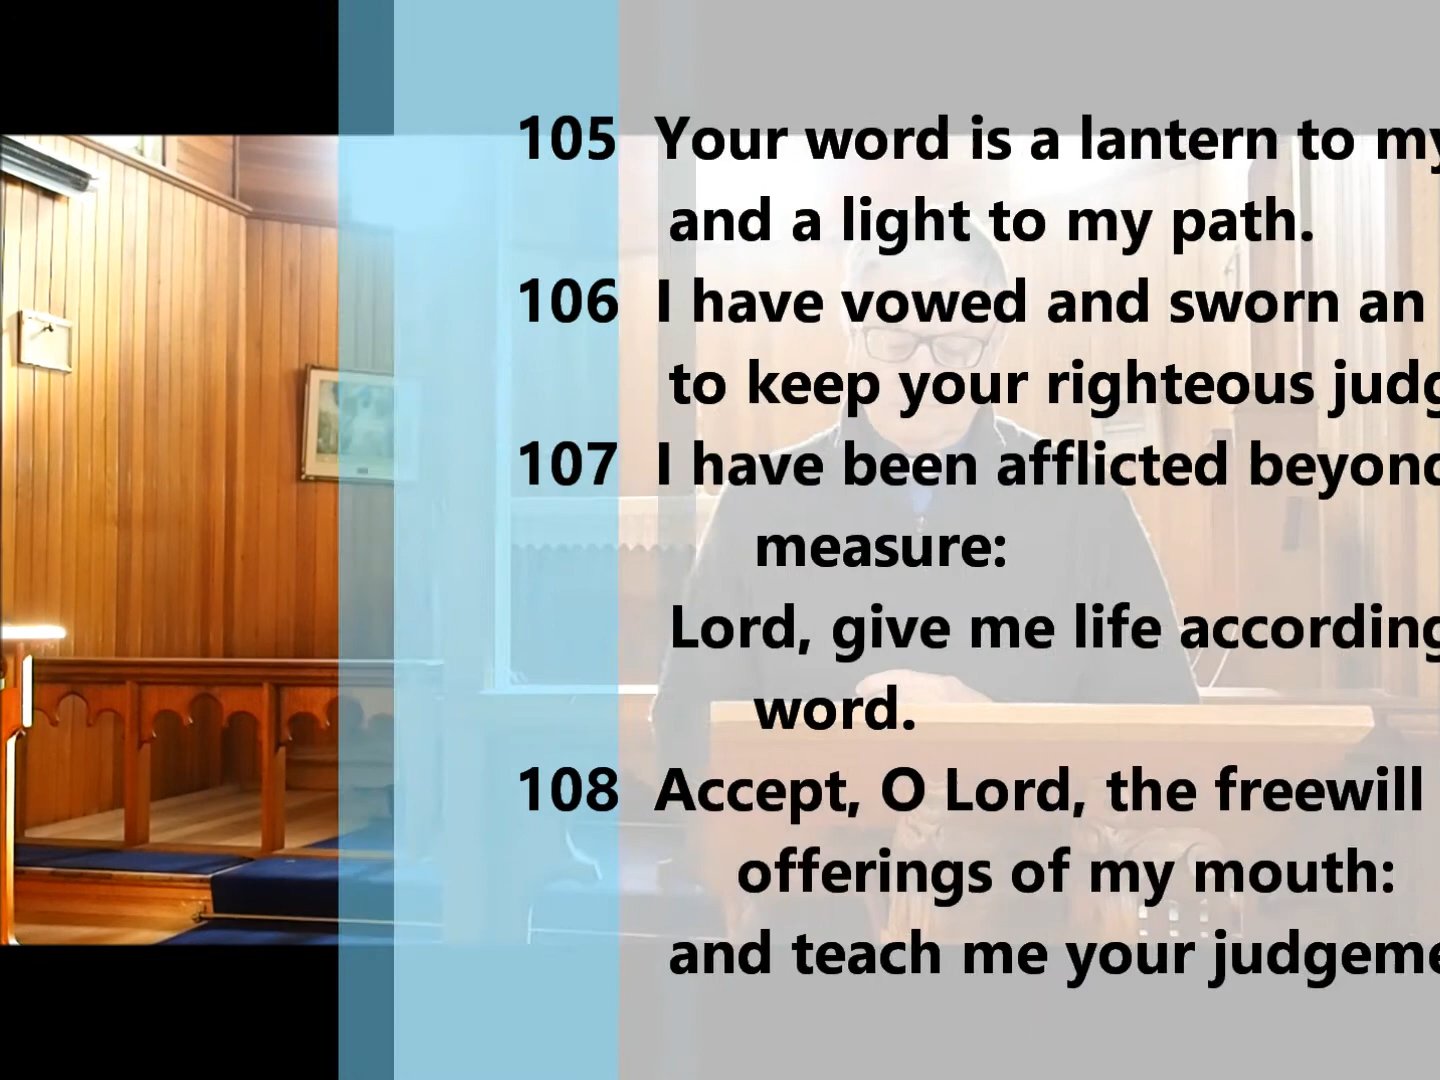 105 Your word is a lantern to my
and a light to my path.
106 I have vowed and sworn an
to keep your righteous judg
107 I have been afflicted beyond
measure:
Lord, give me life according
word.
108 Accept, O Lord, the freewill
offerings of my mouth:
and teach me your judgeme